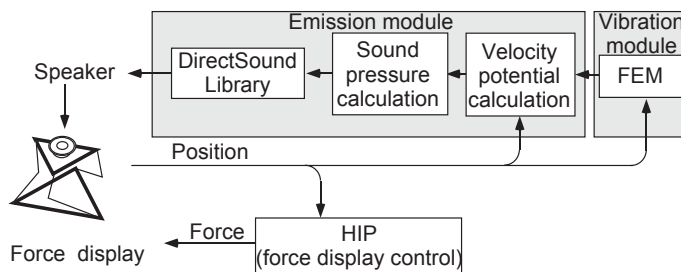 Emission module
Vibration
module
DirectSound
Library
Sound
pressure
calculation
Velocity
potential
calculation
FEM
Speaker
Position
Force
HIP
(force display control)
Force display